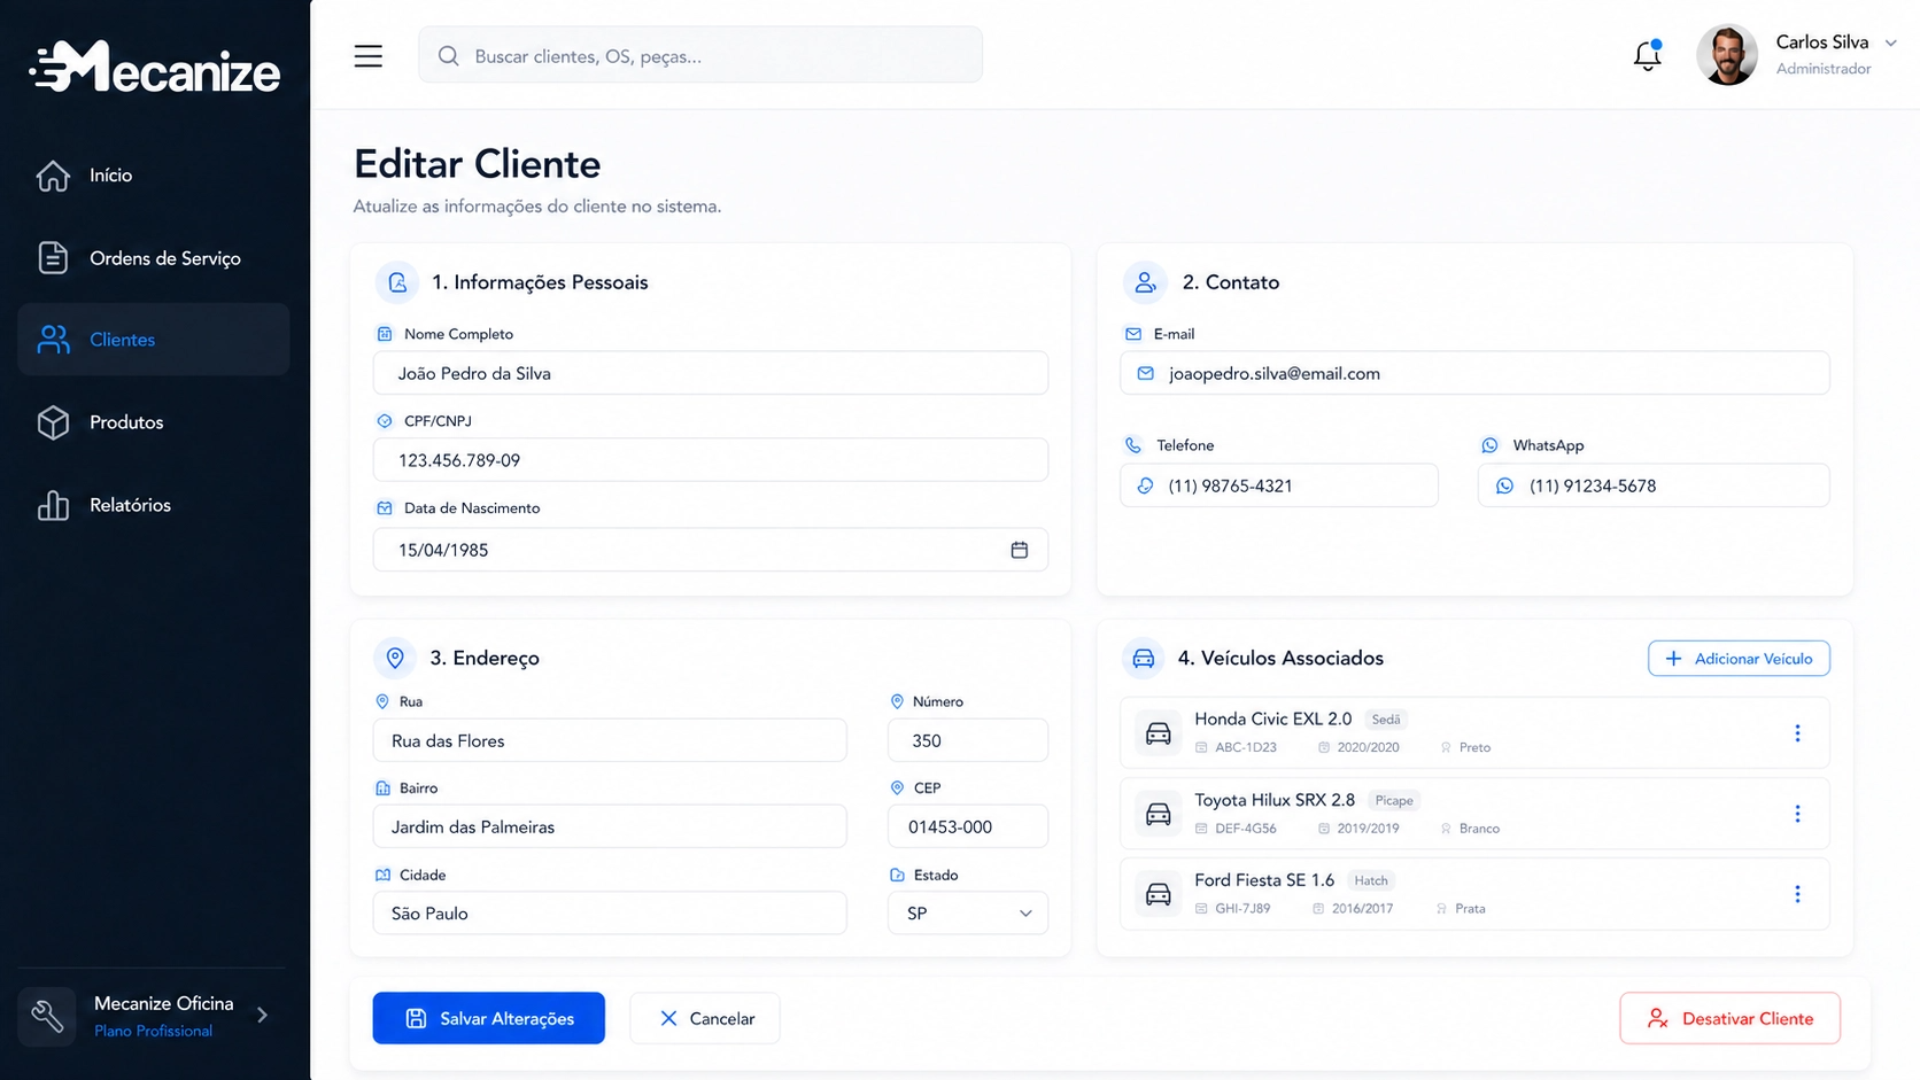 Mecanize
Início
Ordens de Serviço
Clientes
Produtos
Relatórios
Mecanize Oficina
Plano Profissional
Buscar clientes, OS, peças...
Carlos Silva
Administrador
Editar Cliente
Atualize as informações do cliente no sistema.
1. Informações Pessoais
Nome Completo
João Pedro da Silva
CPF/CNPJ
123.456.789-09
Data de Nascimento
15/04/1985
2. Contato
E-mail
joaopedro.silva@email.com
Telefone
WhatsApp
(11) 98765-4321
(11) 91234-5678
3. Endereço
Rua
Número
Rua das Flores
350
Bairro
CEP
Jardim das Palmeiras
01453-000
Cidade
Estado
São Paulo
SP
4. Veículos Associados
Adicionar Veículo
Honda Civic EXL 2.0 Sedã
ABC-1D23 2020/2020 Preto
Toyota Hilux SRX 2.8 Picape
DEF-4G56 2019/2019 Branco
Ford Fiesta SE 1.6 Hatch
GHI-7J89 2016/2017 Prata
Salvar Alterações
Cancelar
Desativar Cliente